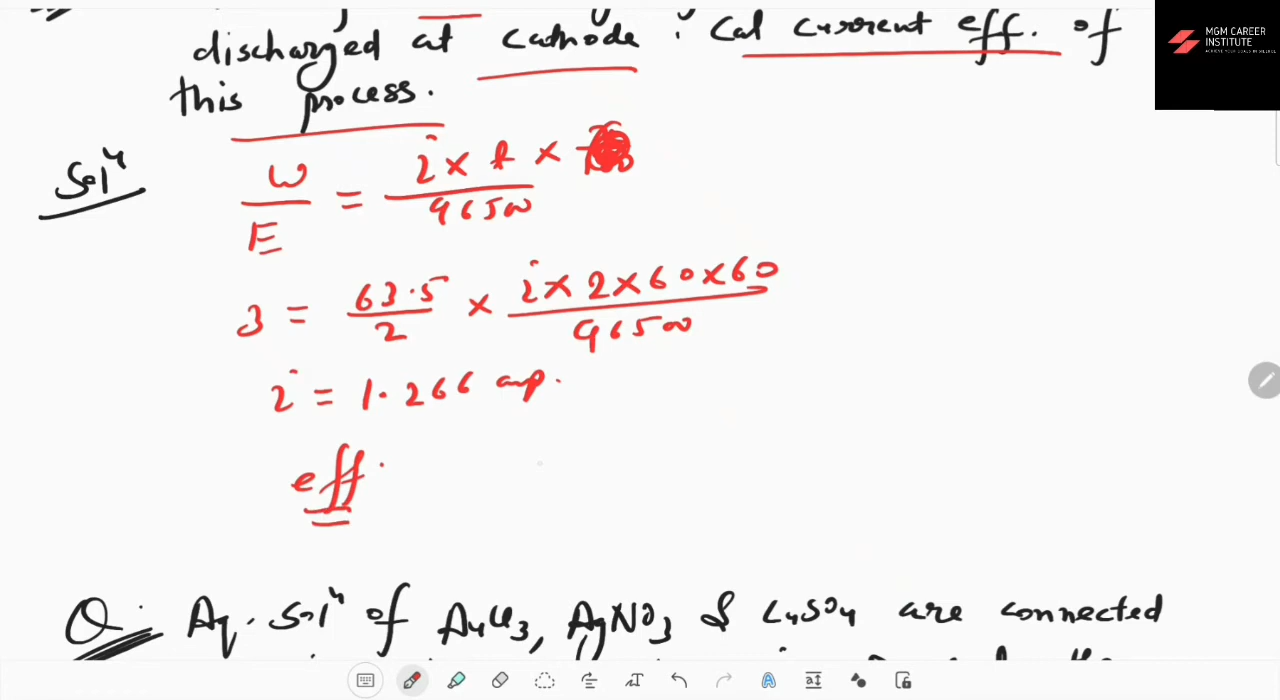 discharged at cathode. Cal current eff. of
this process.
MGM CAREER
INSTITUTE
Solⁿ
W/E = i × t / 96500 ×
3 = 63.5/2 × i × 2 × 60 × 60 / 96500
i = 1.266 amp.
eff.
Q:- Aq. Solⁿ of AuCl3, AgNO3 & CuSO4 are connected